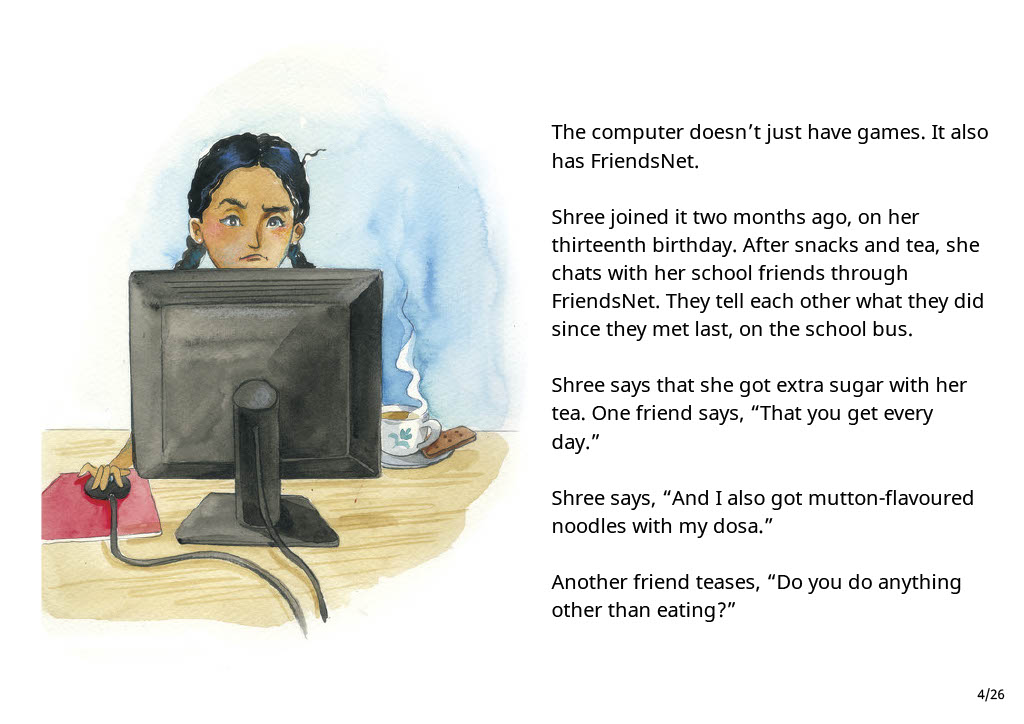 The computer doesn’t just have games. It also
has FriendsNet.
Shree joined it two months ago, on her
thirteenth birthday. After snacks and tea, she
chats with her school friends through
FriendsNet. They tell each other what they did
since they met last, on the school bus.
Shree says that she got extra sugar with her
tea. One friend says, “That you get every
day.”
Shree says, “And I also got mutton-flavoured
noodles with my dosa.”
Another friend teases, “Do you do anything
other than eating?”
4/26